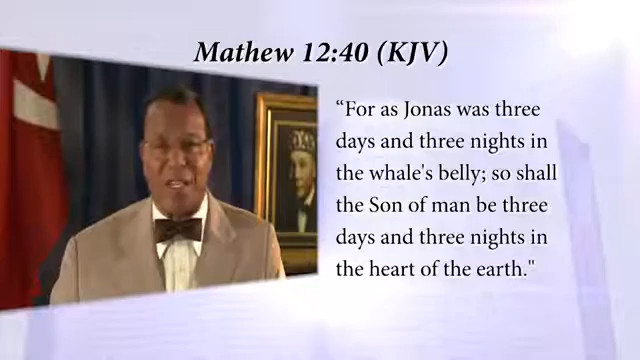 Mathew 12:40 (KJV)
“For as Jonas was three
days and three nights in
the whale's belly; so shall
the Son of man be three
days and three nights in
the heart of the earth."